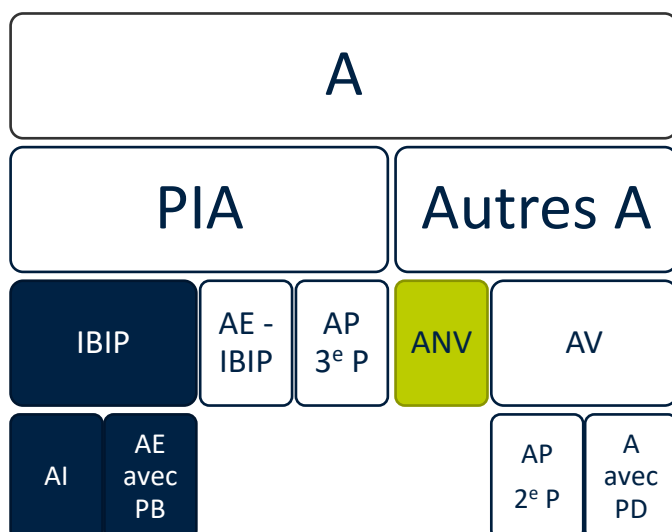 A
PIA
Autres A
IBIP
AE -
IBIP
AP
3e P
ANV
AV
AI
AE
avec
PB
AP
2e P
A
avec
PD